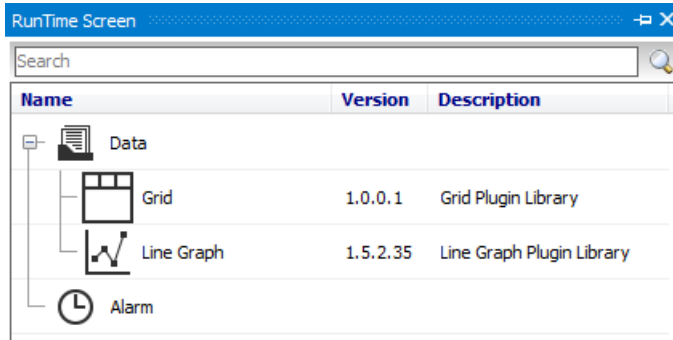 RunTime Screen
Search
Name Version Description
Data
Grid 1.0.0.1 Grid Plugin Library
Line Graph 1.5.2.35 Line Graph Plugin Library
Alarm